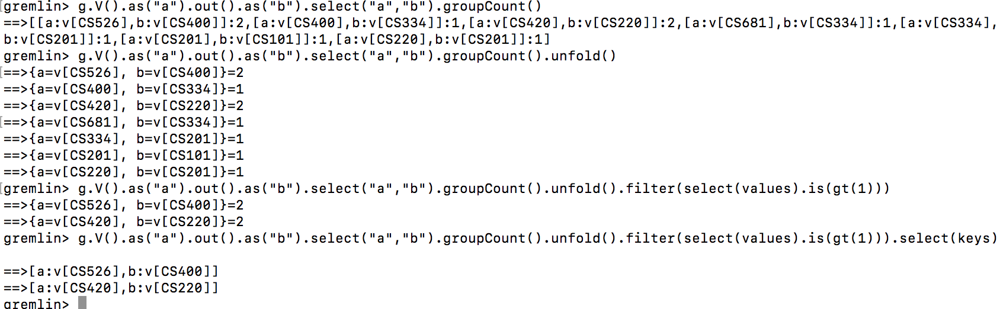 gremlin> g.V().as("a").out().as("b").select("a","b").groupCount()
==>[[a:v[CS526],b:v[CS400]]:2,[a:v[CS400],b:v[CS334]]:1,[a:v[CS420],b:v[CS220]]:2,[a:v[CS681],b:v[CS334]]:1,[a:v[CS334],
b:v[CS201]]:1,[a:v[CS201],b:v[CS101]]:1,[a:v[CS220],b:v[CS201]]:1]
gremlin> g.V().as("a").out().as("b").select("a","b").groupCount().unfold()
==>{a=v[CS526], b=v[CS400]}=2
==>{a=v[CS400], b=v[CS334]}=1
==>{a=v[CS420], b=v[CS220]}=2
==>{a=v[CS681], b=v[CS334]}=1
==>{a=v[CS334], b=v[CS201]}=1
==>{a=v[CS201], b=v[CS101]}=1
==>{a=v[CS220], b=v[CS201]}=1
gremlin> g.V().as("a").out().as("b").select("a","b").groupCount().unfold().filter(select(values).is(gt(1)))
==>{a=v[CS526], b=v[CS400]}=2
==>{a=v[CS420], b=v[CS220]}=2
gremlin> g.V().as("a").out().as("b").select("a","b").groupCount().unfold().filter(select(values).is(gt(1))).select(keys)
==>[a:v[CS526],b:v[CS400]]
==>[a:v[CS420],b:v[CS220]]
gremlin>